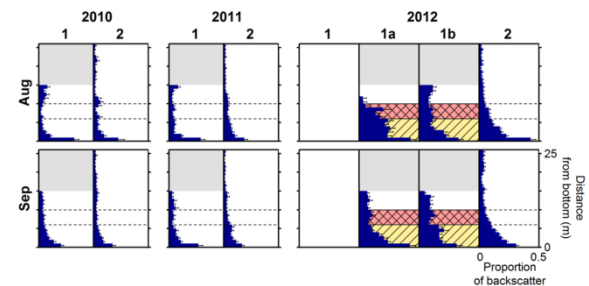 2010 2011 2012
1 2 1 2 1 1a 1b 2
Aug
Sep
25
Distance
from bottom (m)
0
0 0.5
Proportion
of backscatter